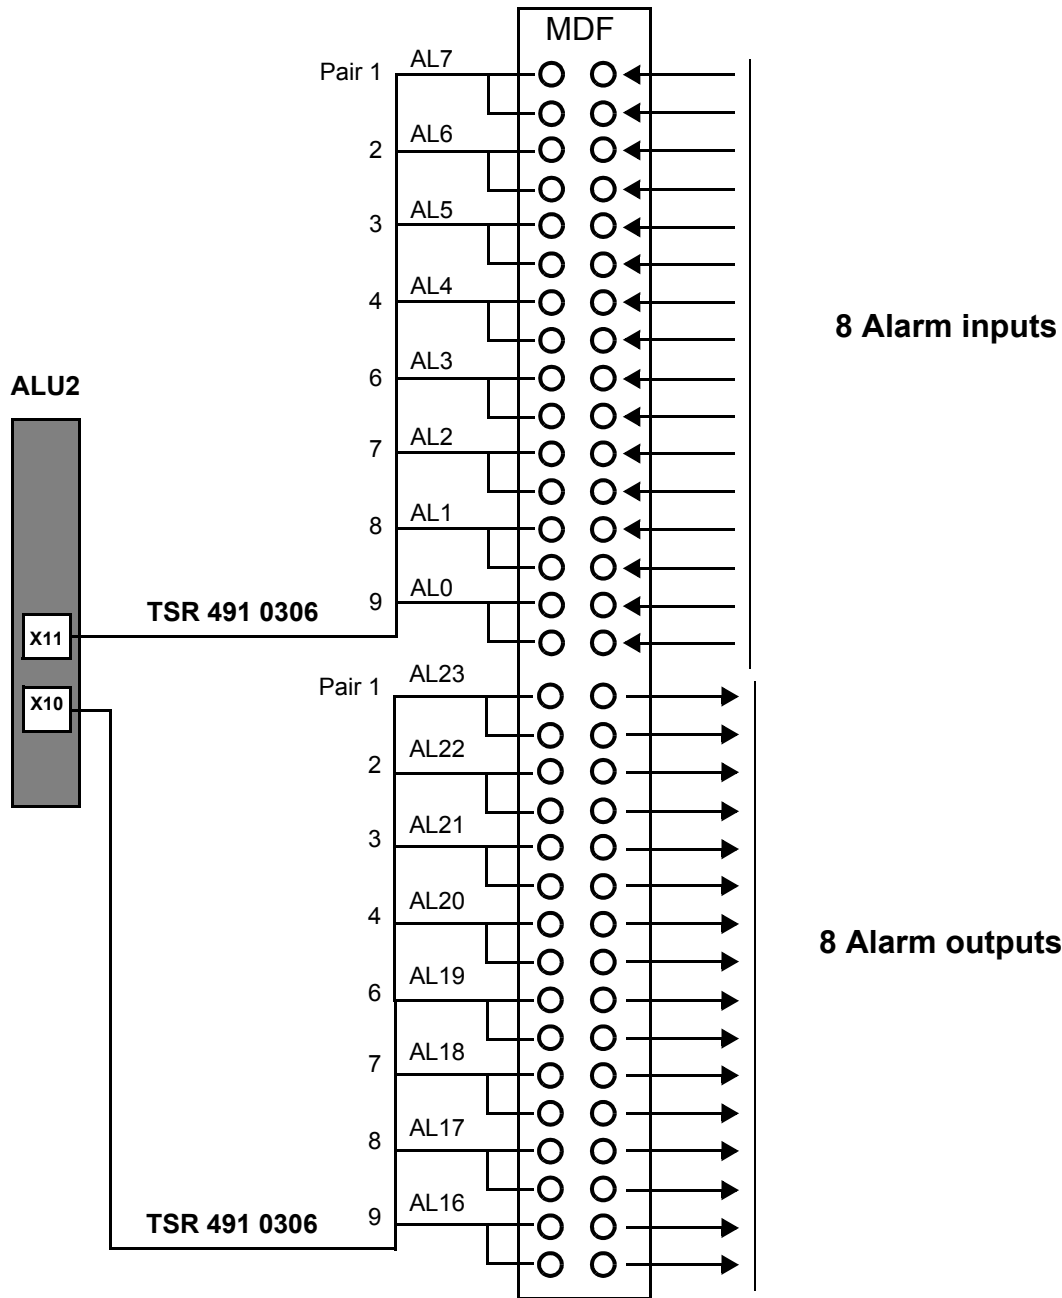 MDF
Pair 1 AL7
2 AL6
3 AL5
4 AL4
6 AL3
7 AL2
8 AL1
9 AL0
8 Alarm inputs
ALU2
X11
TSR 491 0306
X10
Pair 1 AL23
2 AL22
3 AL21
4 AL20
6 AL19
7 AL18
8 AL17
9 AL16
8 Alarm outputs
TSR 491 0306